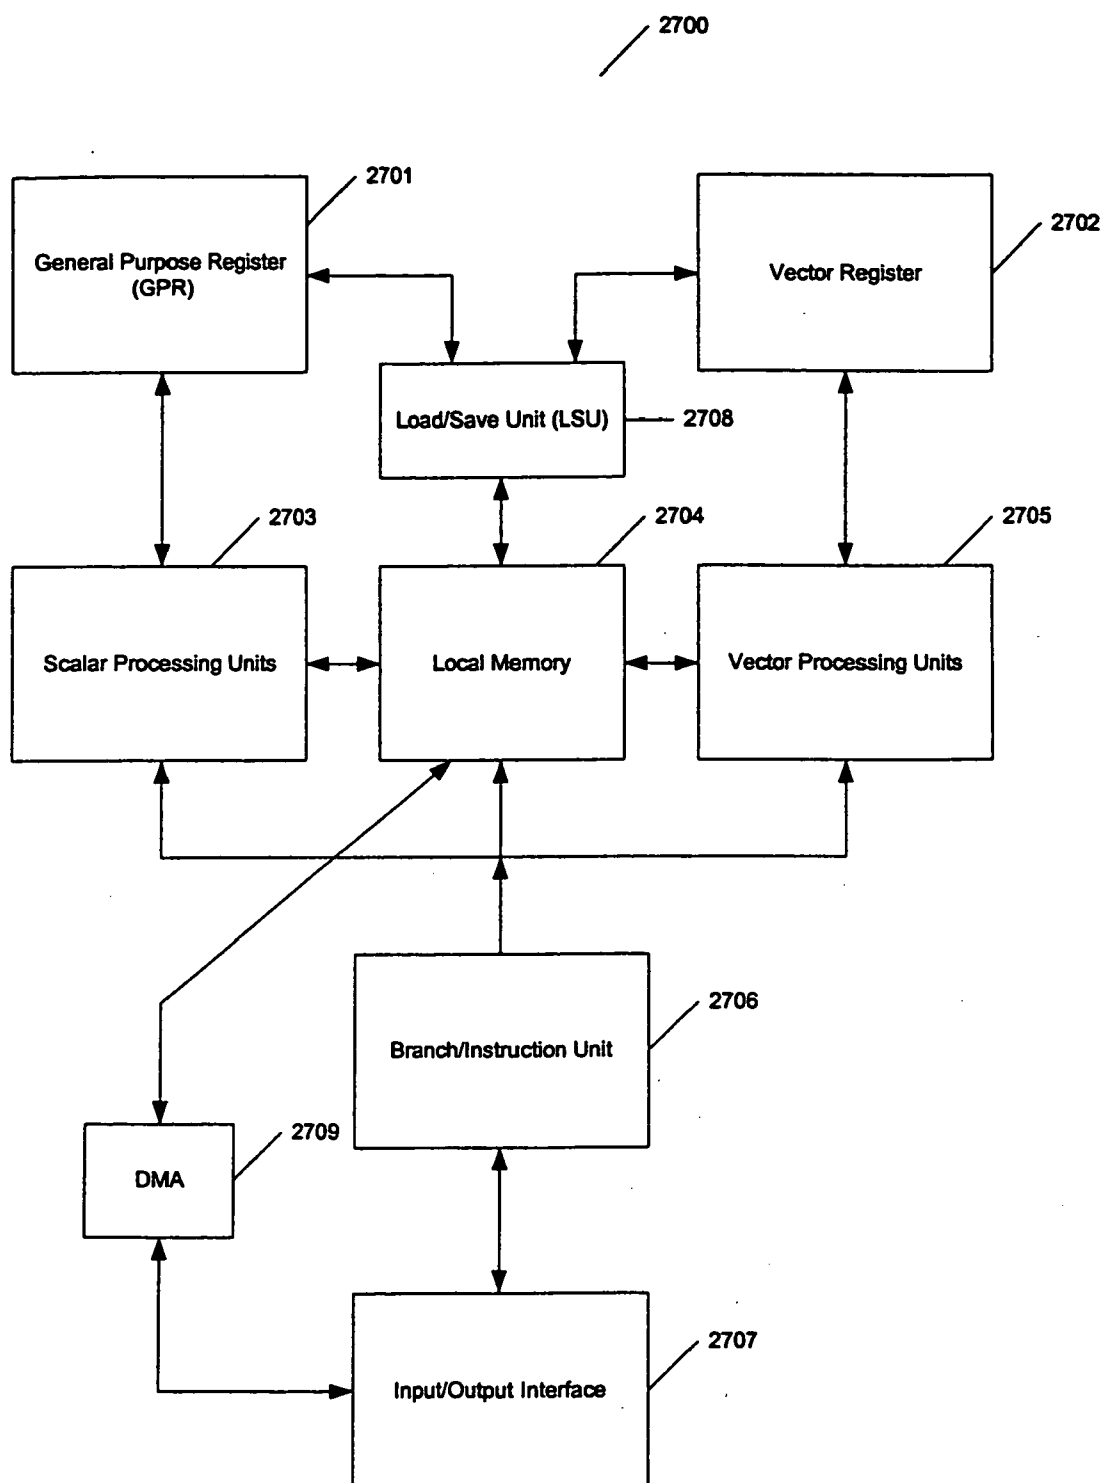 2700
2701
2702
General Purpose Register
(GPR)
Vector Register
Load/Save Unit (LSU)
2708
2703
2704
2705
Scalar Processing Units
Local Memory
Vector Processing Units
2706
Branch/Instruction Unit
2709
DMA
2707
Input/Output Interface